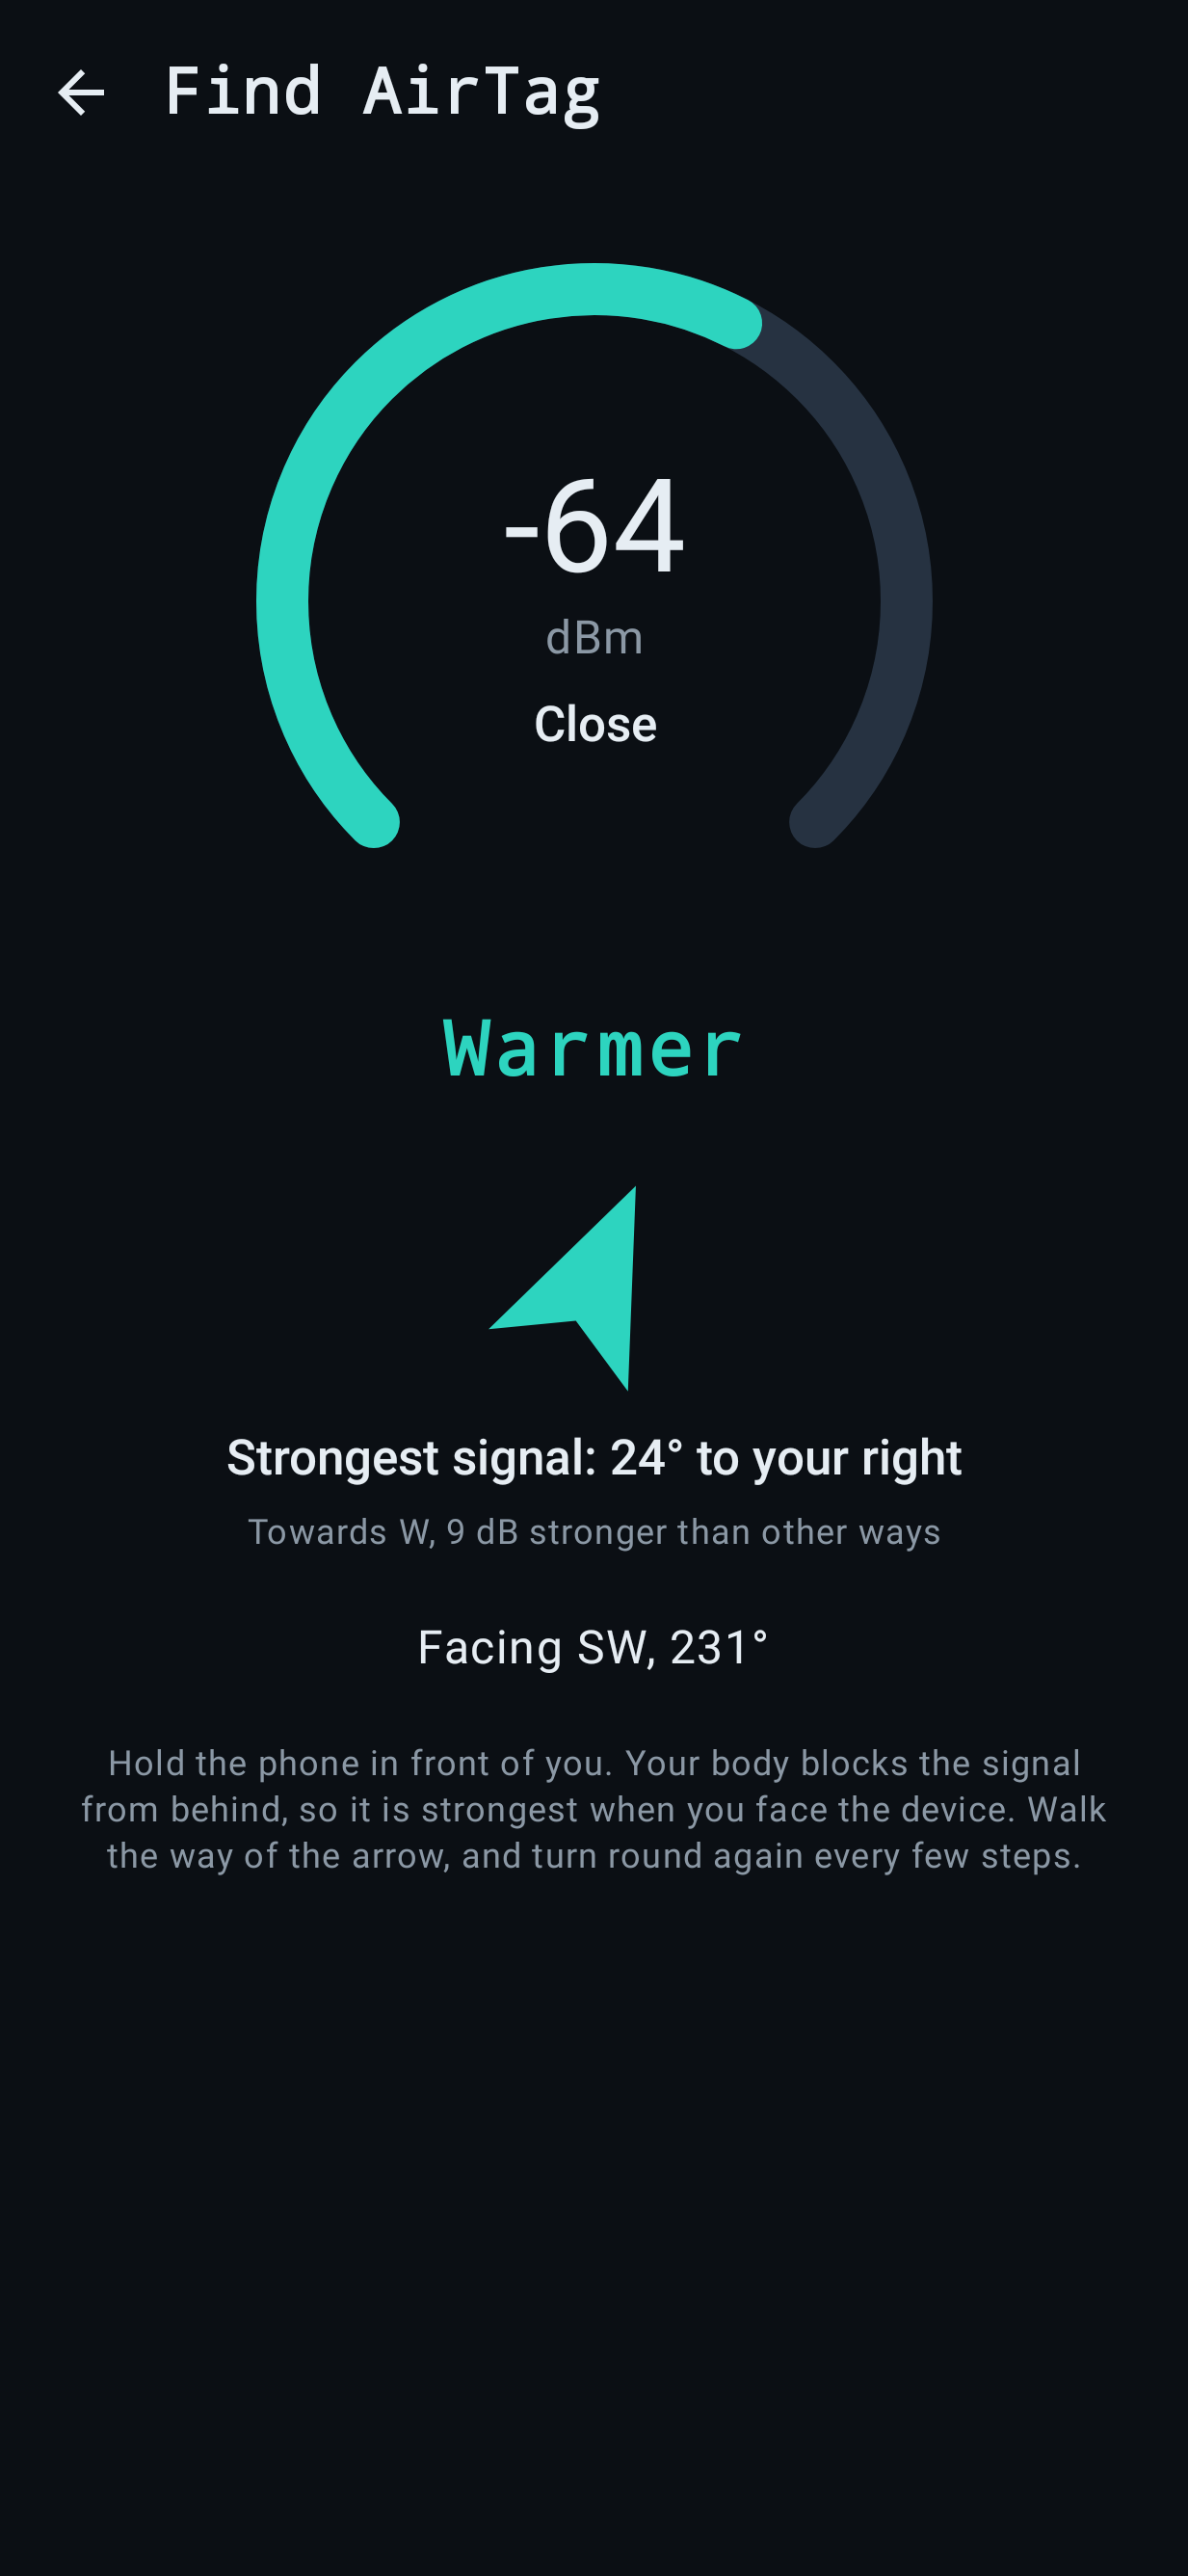 Find AirTag
-64
dBm
Close
Warmer
Strongest signal: 24° to your right
Towards W, 9 dB stronger than other ways
Facing SW, 231°
Hold the phone in front of you. Your body blocks the signal
from behind, so it is strongest when you face the device. Walk
the way of the arrow, and turn round again every few steps.